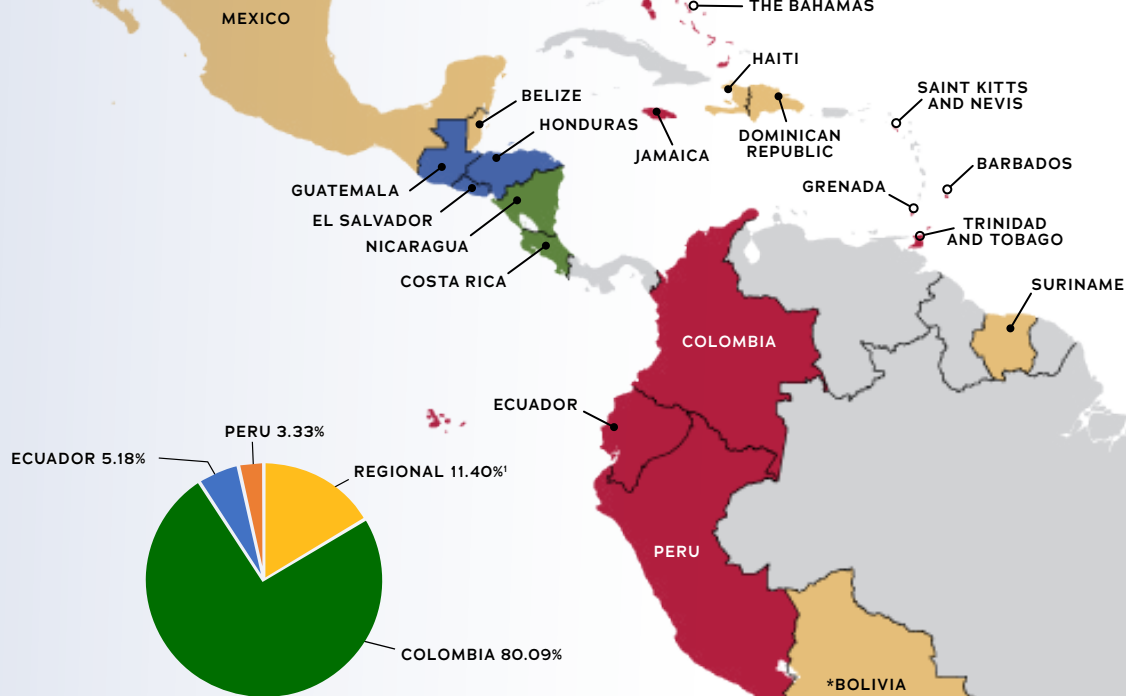 THE BAHAMAS
MEXICO
HAITI
SAINT KITTS
AND NEVIS
BELIZE
HONDURAS
DOMINICAN
REPUBLIC
JAMAICA
BARBADOS
GUATEMALA
GRENADA
EL SALVADOR
TRINIDAD
AND TOBAGO
NICARAGUA
COSTA RICA
SURINAME
COLOMBIA
ECUADOR
PERU 3.33%
ECUADOR 5.18%
REGIONAL 11.40%¹
PERU
COLOMBIA 80.09%
*BOLIVIA